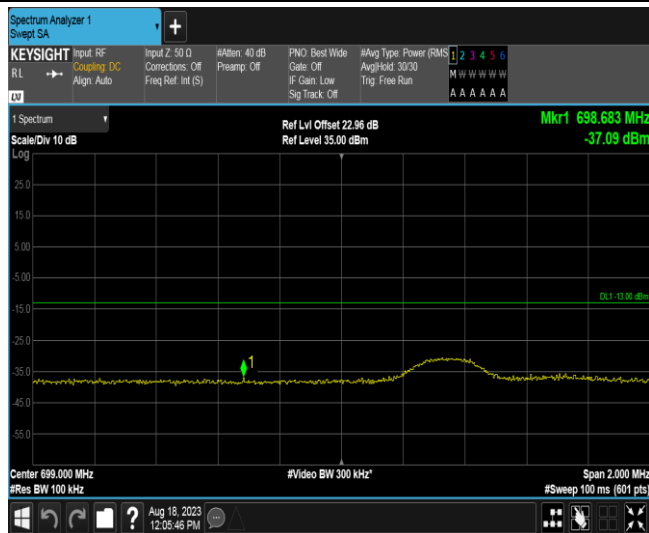 Spectrum Analyzer 1
Swept SA
KEYSIGHT
RL
LXI
Input: RF
Coupling: DC
Align: Auto
Input Z: 50 Ω
Corrections: Off
Freq Ref: Int (S)
#Atten: 40 dB
Preamp: Off
PNO: Best Wide
Gate: Off
IF Gain: Low
Sig Track: Off
#Avg Type: Power (RMS
Avg|Hold: 30/30
Trig: Free Run
1 2 3 4 5 6
M W W W W W
A A A A A A
1 Spectrum
Scale/Div 10 dB
Ref Lvl Offset 22.96 dB
Ref Level 35.00 dBm
Mkr1 698.683 MHz
-37.09 dBm
Log
25.0
15.0
5.00
-5.00
DL1 -13.00 dBm
-15.0
-25.0
1
-35.0
-45.0
-55.0
Center 699.000 MHz
#Video BW 300 kHz*
Span 2.000 MHz
#Res BW 100 kHz
#Sweep 100 ms (601 pts)
?
Aug 18, 2023
12:05:46 PM